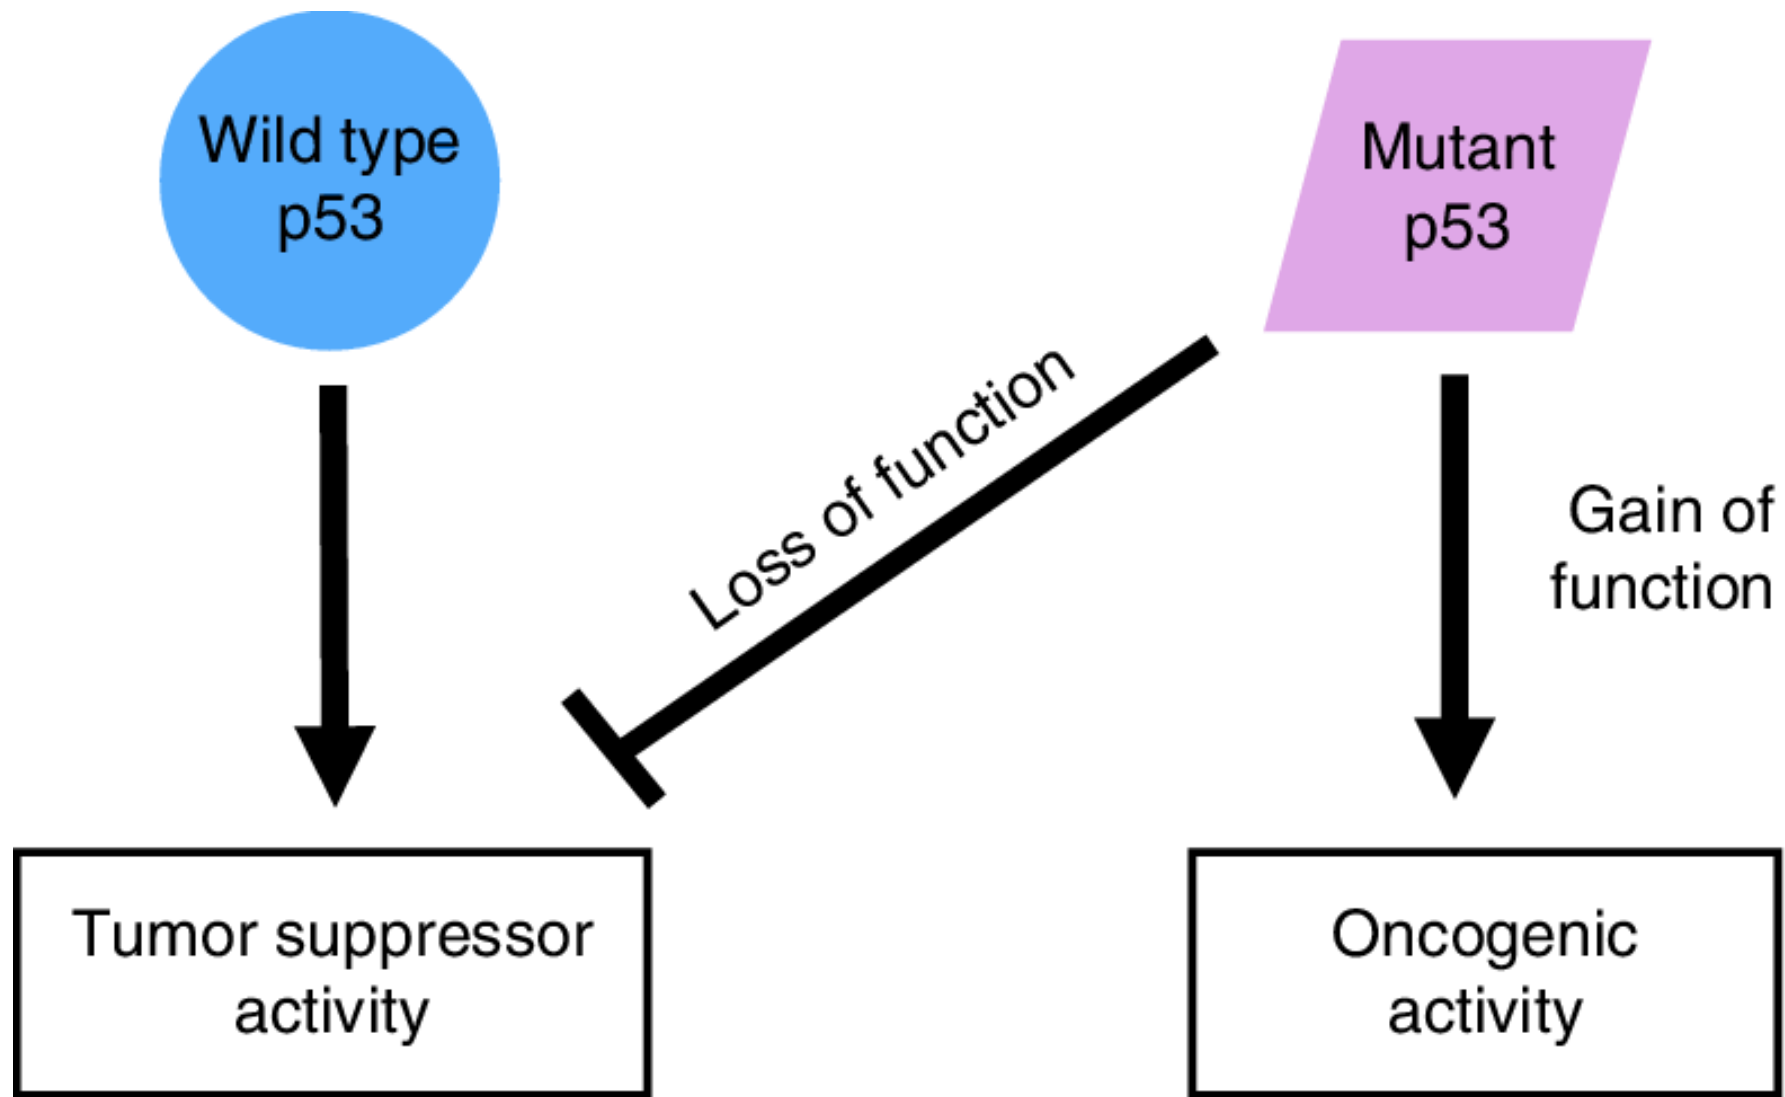 Wild type
p53
Mutant
p53
Loss of function
Gain of
function
Tumor suppressor
activity
Oncogenic
activity